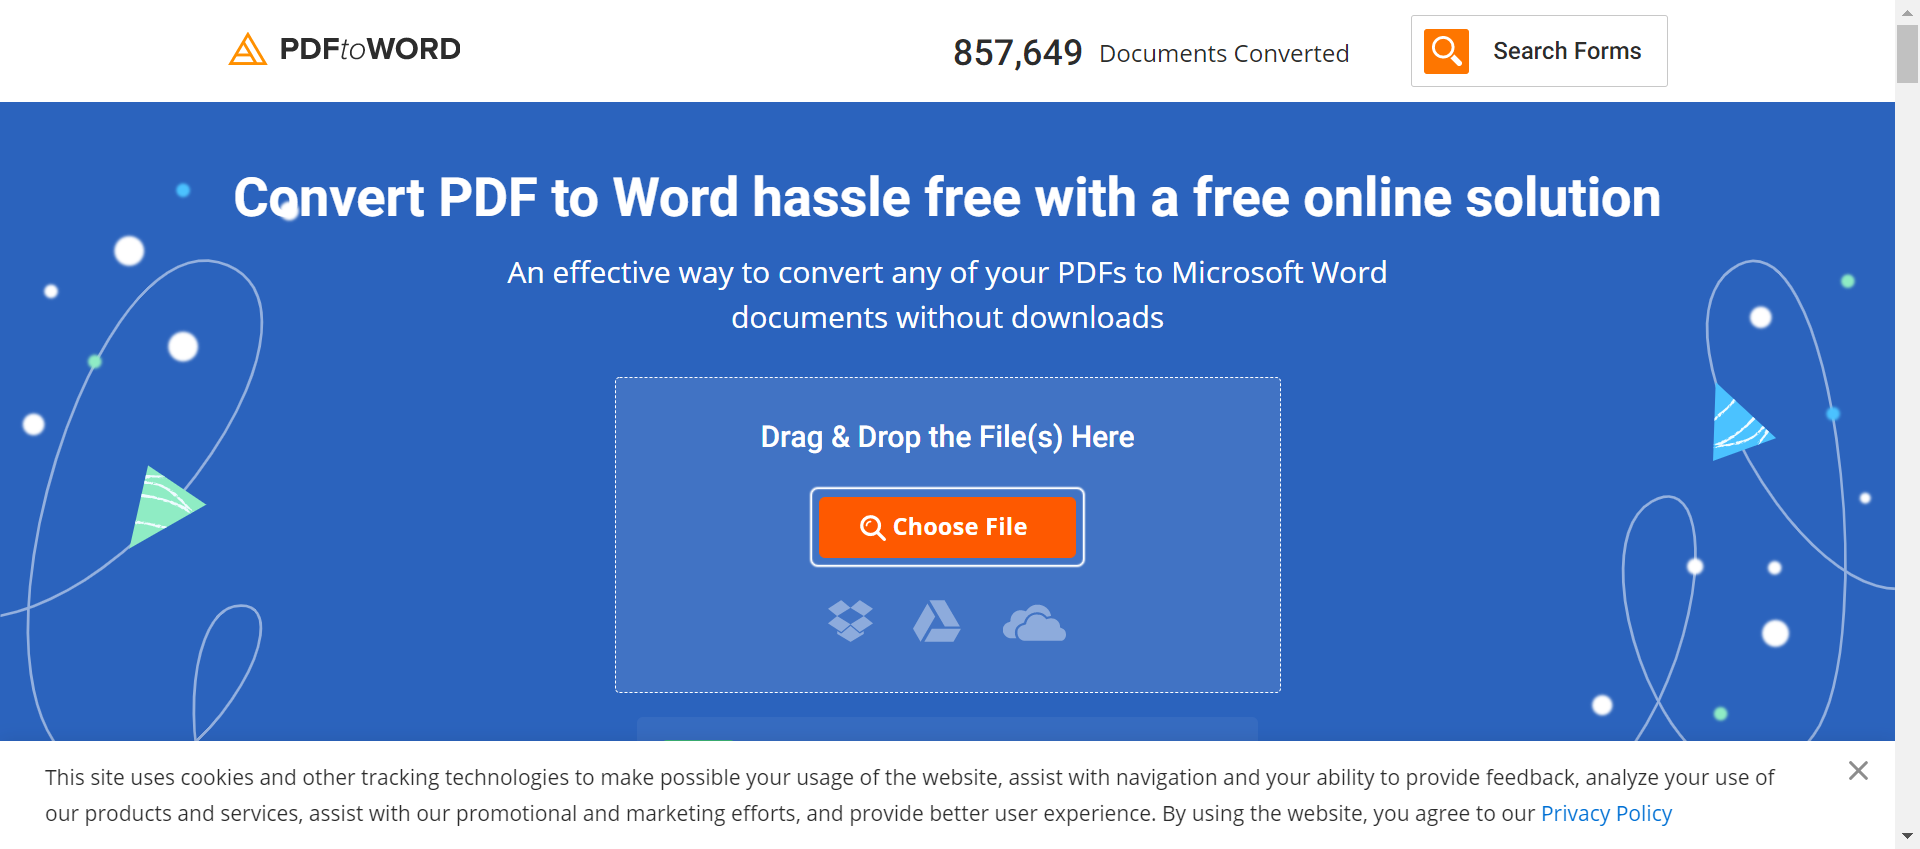 PDFtoWORD
857,649 Documents Converted
Search Forms
Convert PDF to Word hassle free with a free online solution
An effective way to convert any of your PDFs to Microsoft Word
documents without downloads
Drag & Drop the File(s) Here
Choose File
This site uses cookies and other tracking technologies to make possible your usage of the website, assist with navigation and your ability to provide feedback, analyze your use of
our products and services, assist with our promotional and marketing efforts, and provide better user experience. By using the website, you agree to our Privacy Policy